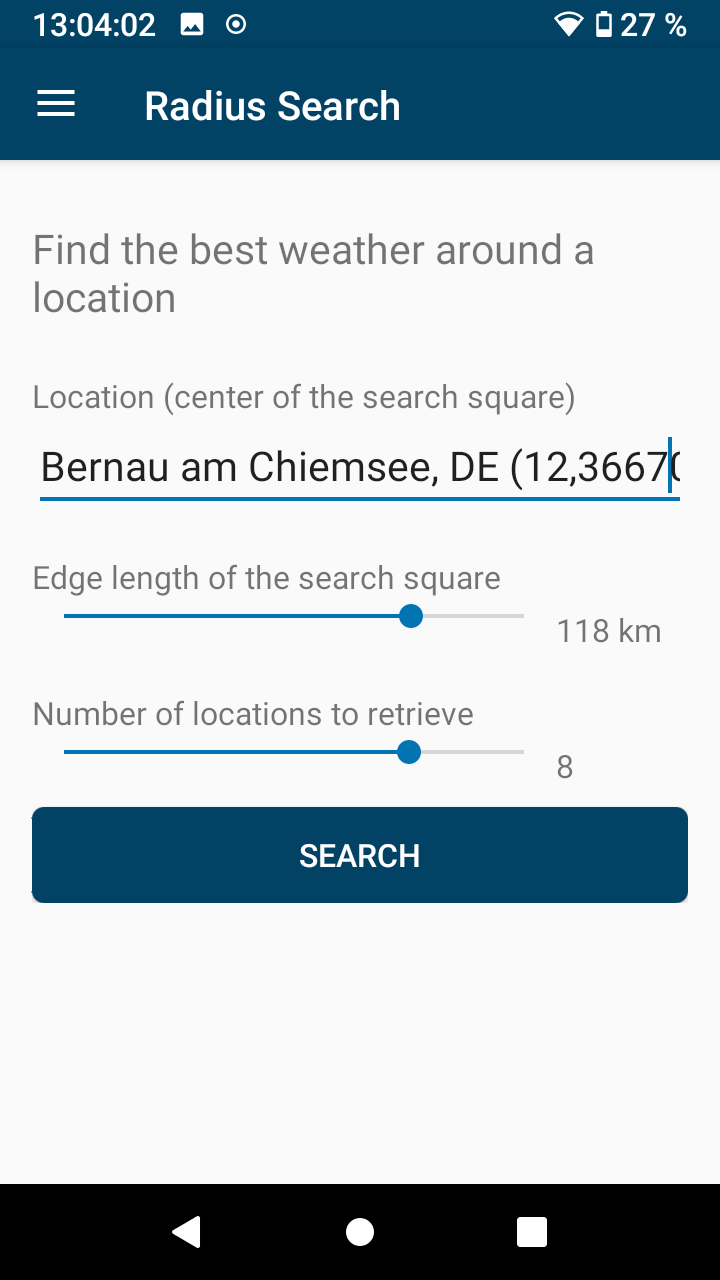 13:04:02 27 %
Radius Search
Find the best weather around a
location
Location (center of the search square)
Bernau am Chiemsee, DE (12,3667
Edge length of the search square
118 km
Number of locations to retrieve
8
SEARCH